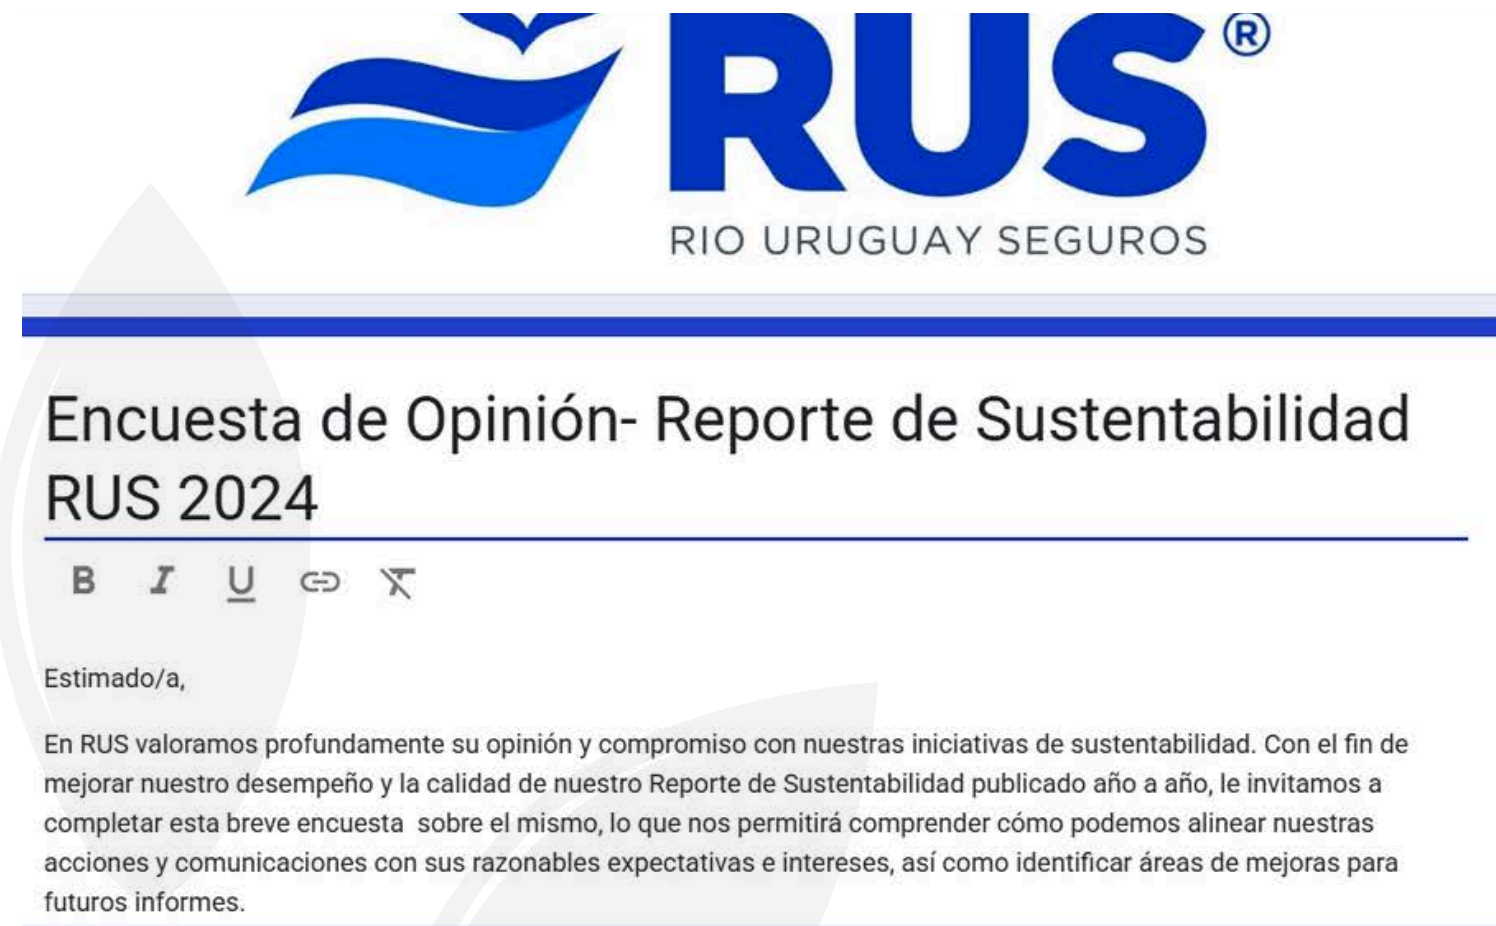 RUS®
RIO URUGUAY SEGUROS
Encuesta de Opinión- Reporte de Sustentabilidad
RUS 2024
B I U
Estimado/a,
En RUS valoramos profundamente su opinión y compromiso con nuestras iniciativas de sustentabilidad. Con el fin de
mejorar nuestro desempeño y la calidad de nuestro Reporte de Sustentabilidad publicado año a año, le invitamos a
completar esta breve encuesta  sobre el mismo, lo que nos permitirá comprender cómo podemos alinear nuestras
acciones y comunicaciones con sus razonables expectativas e intereses, así como identificar áreas de mejoras para
futuros informes.